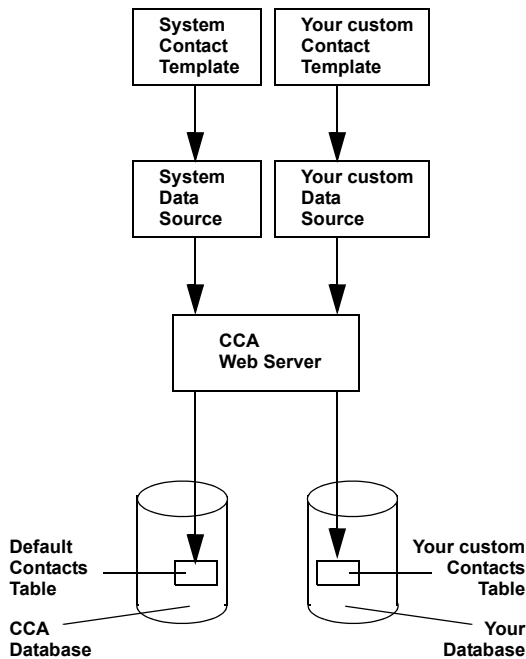 System
Contact
Template
Your custom
Contact
Template
System
Data
Source
Your custom
Data
Source
CCA
Web Server
Default
Contacts
Table
CCA
Database
Your custom
Contacts
Table
Your
Database